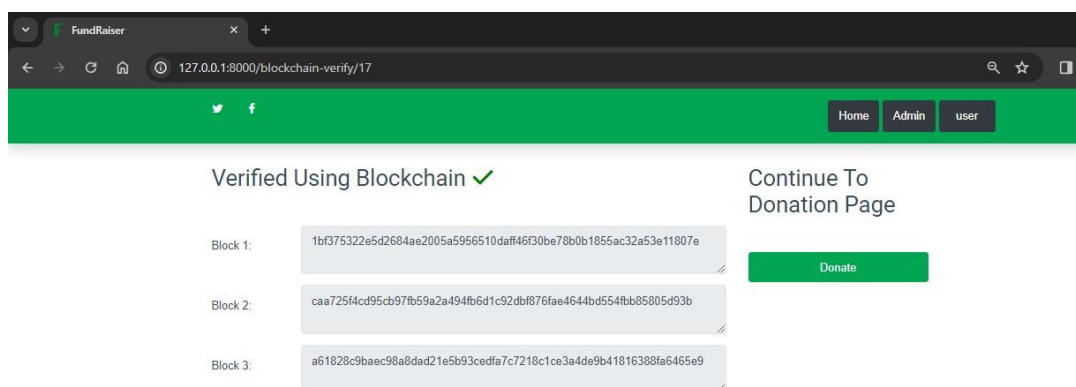 FundRaiser
127.0.0.1:8000/blockchain-verify/17
Home Admin user
Verified Using Blockchain
Continue To
Donation Page
Block 1:
1bf375322e5d2684ae2005a5956510daff46f30be78b0b1855ac32a53e11807e
Donate
Block 2:
caa725f4cd95cb97fb59a2a494fb6d1c92dbf876fae4644bd554fbb85805d93b
Block 3:
a61828c9baec98a8dad21e5b93cedfa7c7218c1ce3a4de9b41816388fa6465e9